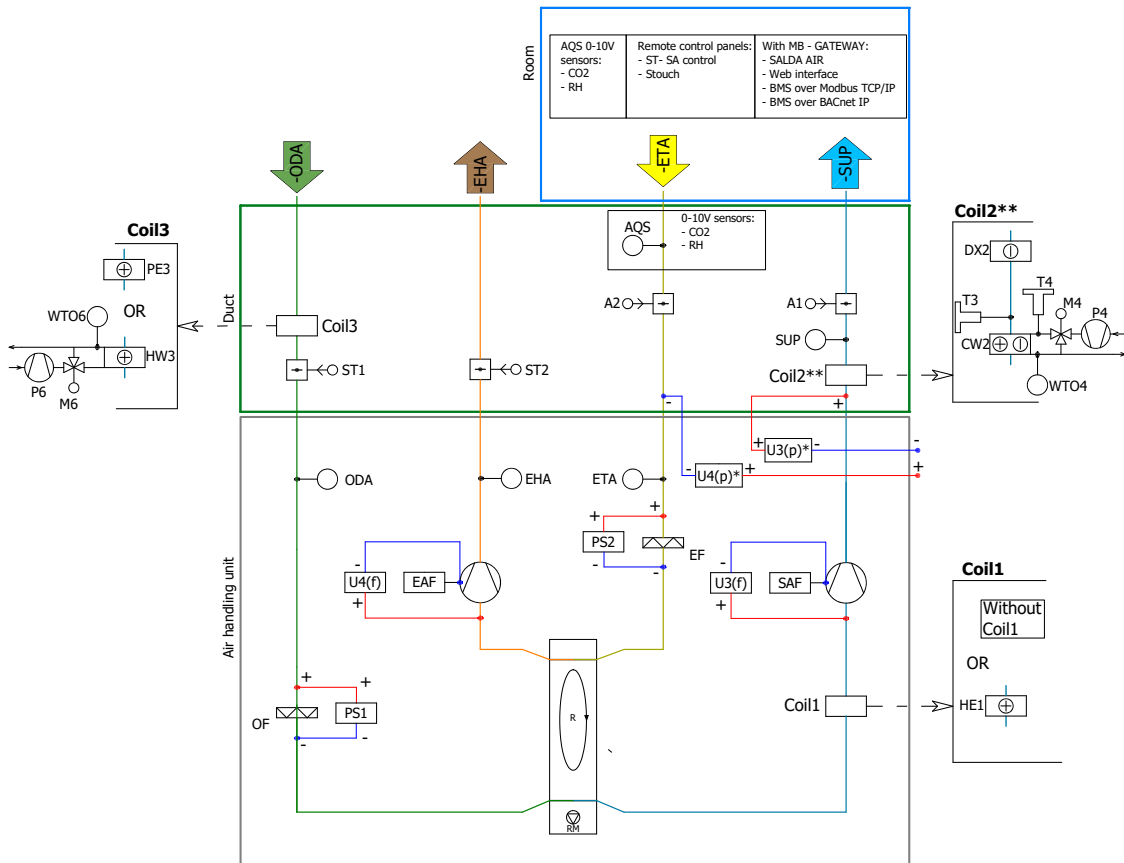 Room
AQS 0-10V
sensors:
- CO2
- RH
Remote control panels:
- ST- SA control
- Stouch
With MB - GATEWAY:
- SALDA AIR
- Web interface
- BMS over Modbus TCP/IP
- BMS over BACnet IP
-ODA
-EHA
-ETA
-SUP
Coil3
PE3
OR
WTO6
HW3
P6
M6
Duct
Coil3
ST1
ST2
AQS
0-10V sensors:
- CO2
- RH
A2
A1
SUP
Coil2**
Coil2**
DX2
T4
T3
M4
P4
CW2
WTO4
-
+
+
U3(p)*
-
-
-
U4(p)*
+
+
Air handling unit
ODA
EHA
ETA
+
+
PS2
EF
-
-
-
U4(f)
EAF
+
-
U3(f)
SAF
+
Coil1
Without
Coil1
OR
HE1
+
+
OF
PS1
-
-
R
Coil1
RM